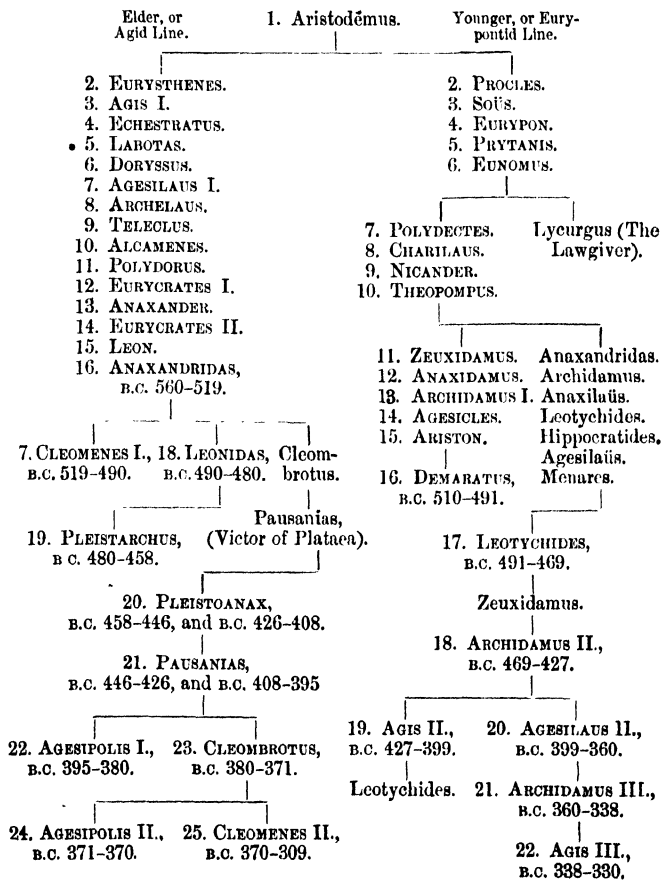 Elder, or
Agid Line.
1. Aristodēmus.
Younger, or Eury-
pontid Line.
2. EURYSTHENES.
3. AGIS I.
4. ECHESTRATUS.
5. LABOTAS.
6. DORYSSUS.
7. AGESILAUS I.
8. ARCHELAUS.
9. TELECLUS.
10. ALCAMENES.
11. POLYDORUS.
12. EURYCRATES I.
13. ANAXANDER.
14. EURYCRATES II.
15. LEON.
16. ANAXANDRIDAS,
B.C. 560–519.
2. PROCLES.
3. SOÜS.
4. EURYPON.
5. PRYTANIS.
6. EUNOMUS.
7. POLYDECTES.
8. CHARILAUS.
9. NICANDER.
10. THEOPOMPUS.
Lycurgus (The
Lawgiver).
11. ZEUXIDAMUS.
12. ANAXIDAMUS.
13. ARCHIDAMUS I.
14. AGESICLES.
15. ARISTON.
16. DEMARATUS,
B.C. 510–491.
Anaxandridas.
Archidamus.
Anaxilaüs.
Leotychides.
Hippocratides.
Agesilaüs.
Menares.
7. CLEOMENES I.,
B.C. 519–490.
18. LEONIDAS,
B.C. 490–480.
Cleom-
brotus.
19. PLEISTARCHUS,
B C. 480–458.
Pausanias,
(Victor of Plataea).
20. PLEISTOANAX,
B.C. 458–446, and B.C. 426–408.
21. PAUSANIAS,
B.C. 446–426, and B.C. 408–395
22. AGESIPOLIS I.,
B.C. 395–380.
23. CLEOMBROTUS,
B.C. 380–371.
24. AGESIPOLIS II.,
B.C. 371–370.
25. CLEOMENES II.,
B.C. 370–309.
17. LEOTYCHIDES,
B.C. 491–469.
Zeuxidamus.
18. ARCHIDAMUS II.,
B.C. 469–427.
19. AGIS II.,
B.C. 427–399.
Leotychides.
20. AGESILAUS II.,
B.C. 399–360.
21. ARCHIDAMUS III.,
B.C. 360–338.
22. AGIS III.,
B.C. 338–330.